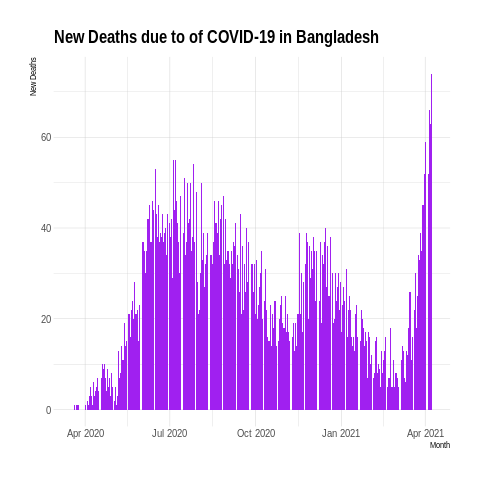 New Deaths due to of COVID-19 in Bangladesh
New Deaths
60
40
20
0
Apr 2020 Jul 2020 Oct 2020 Jan 2021 Apr 2021
Month